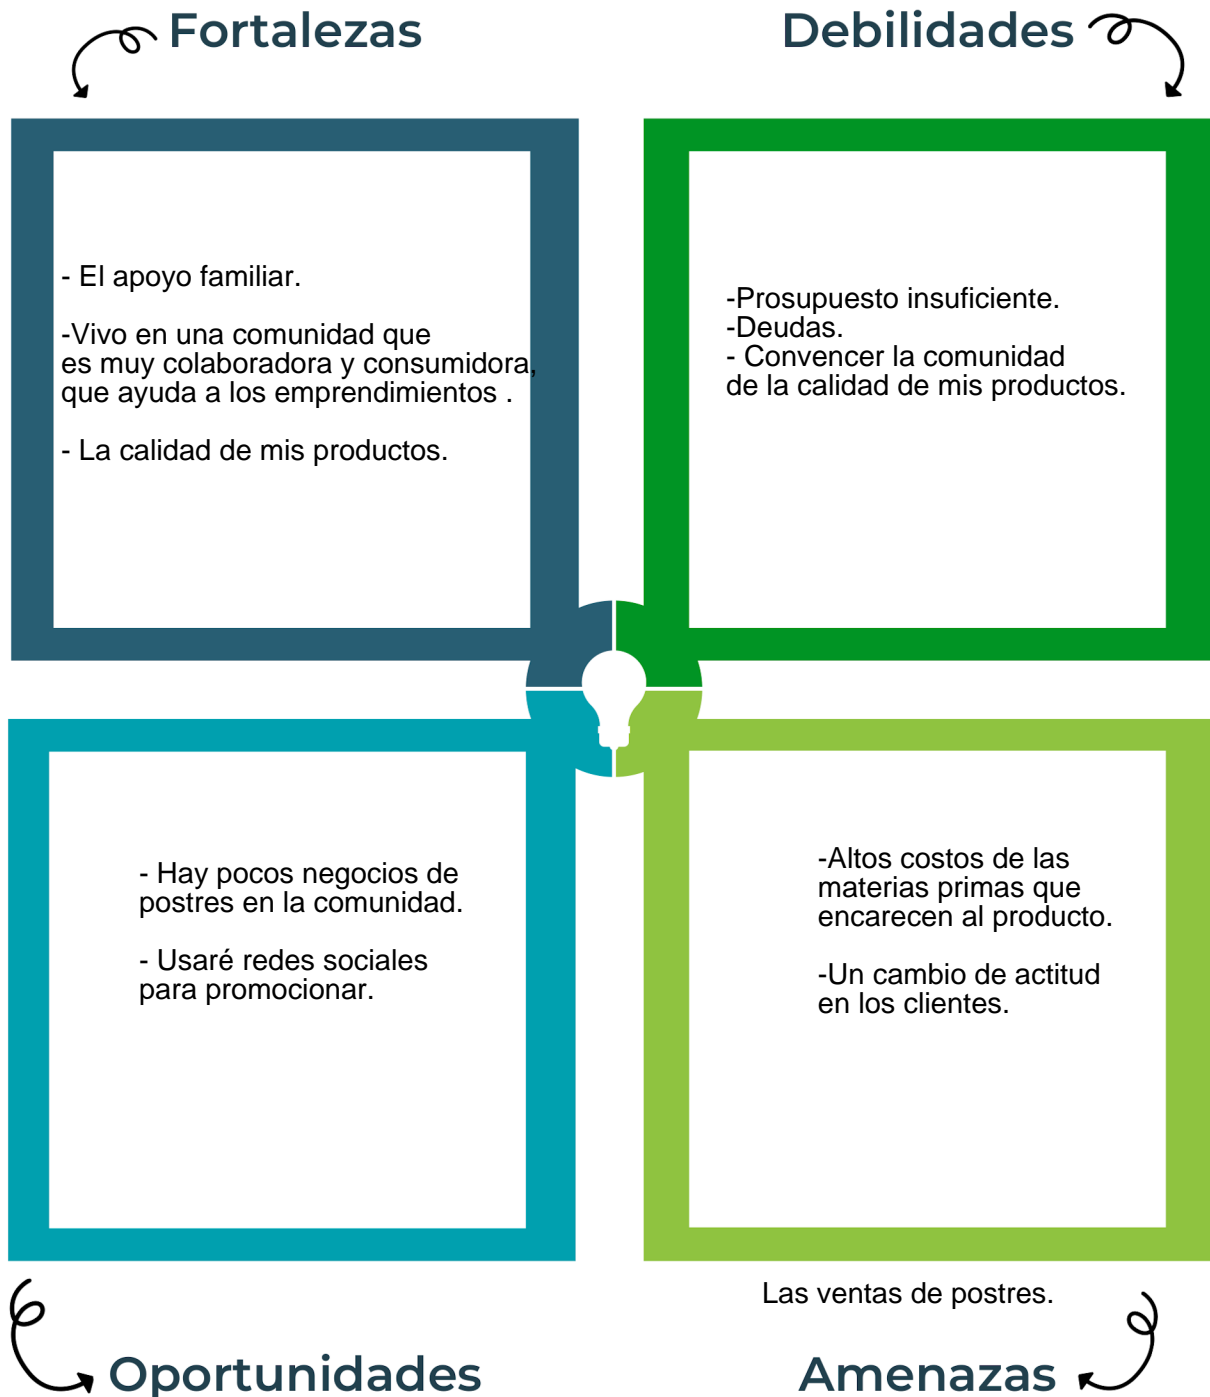 Fortalezas
Debilidades
- El apoyo familiar.
-Vivo en una comunidad que
es muy colaboradora y consumidora,
que ayuda a los emprendimientos .
- La calidad de mis productos.
-Prosupuesto insuficiente.
-Deudas.
- Convencer la comunidad
de la calidad de mis productos.
- Hay pocos negocios de
postres en la comunidad.
- Usaré redes sociales
para promocionar.
-Altos costos de las
materias primas que
encarecen al producto.
-Un cambio de actitud
en los clientes.
Las ventas de postres.
Oportunidades
Amenazas